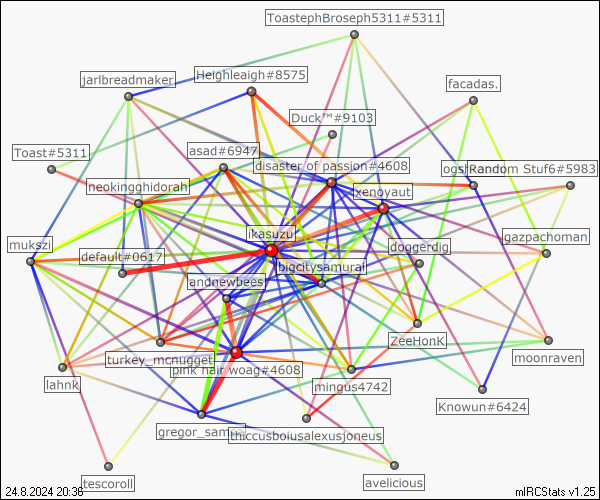 ToastephBroseph5311#5311
jarlbreadmaker
Heighleaigh#8575
facadas.
Duck™#9103
Toast#5311
asad#6947
disaster of passion#4608
Random Stuf6#5983
neokingghidorah
xenoyaut
ikasuzu
gazpachoman
mukszi
default#0617
doggerdig
bigcitysamurai
andnewbees
ZeeHonK
turkey_mcnugget
moonraven
pink hair woag#4608
lahnk
mingus4742
Knowun#6424
thiccusboiusalexusjoneus
avelicious
tescoroll
24.8.2024 20:36
mIRCStats v1.25